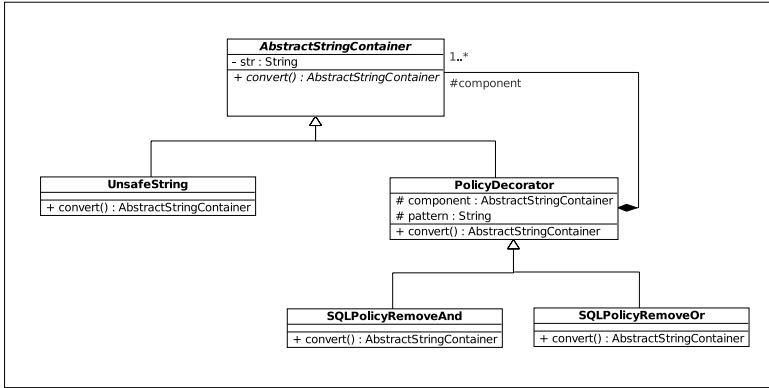 AbstractStringContainer
- str : String
+ convert() : AbstractStringContainer
1..*
#component
UnsafeString
+ convert() : AbstractStringContainer
PolicyDecorator
# component : AbstractStringContainer
# pattern : String
+ convert() : AbstractStringContainer
SQLPolicyRemoveAnd
+ convert() : AbstractStringContainer
SQLPolicyRemoveOr
+ convert() : AbstractStringContainer